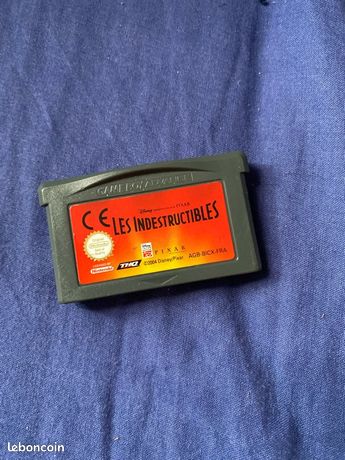 GAME BOY ADVANCE
CE
Disney
PIXAR
LES INDESTRUCTIBLES
Nintendo
THQ
PIXAR
©2004 Disney/Pixar
AGB-BICX-FRA
leboncoin